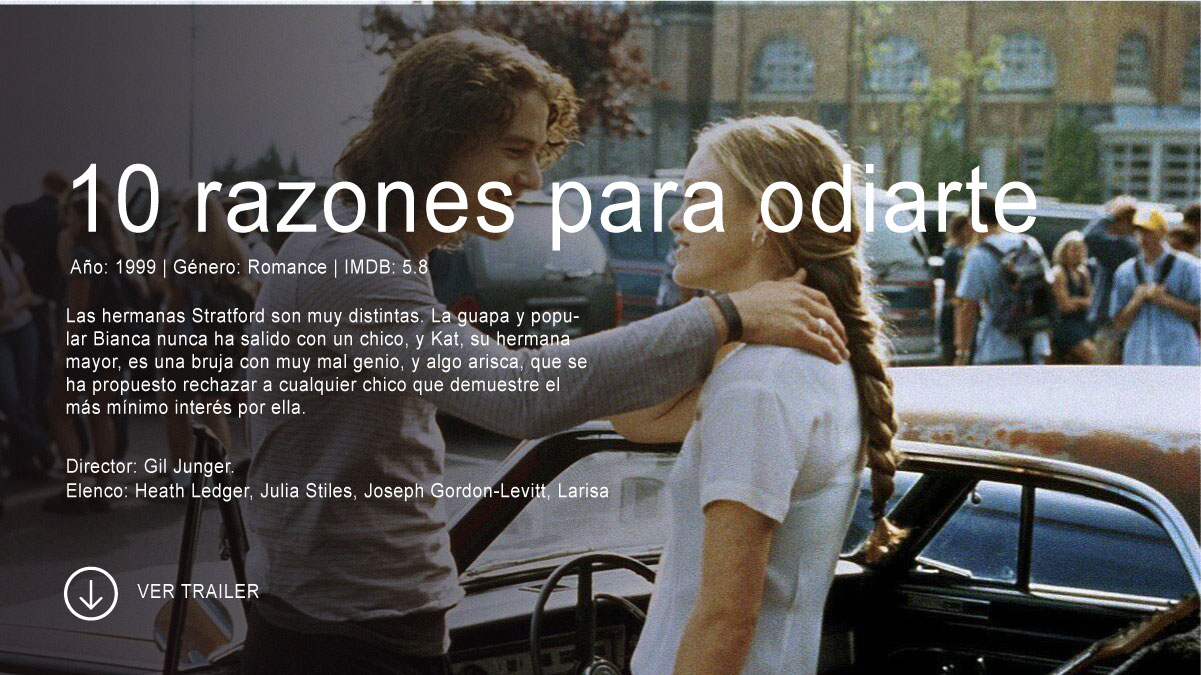 10 razones para odiarte
Año: 1999 | Género: Romance | IMDB: 5.8
Las hermanas Stratford son muy distintas. La guapa y popu-
lar Bianca nunca ha salido con un chico, y Kat, su hermana
mayor, es una bruja con muy mal genio, y algo arisca, que se
ha propuesto rechazar a cualquier chico que demuestre el
más mínimo interés por ella.
Director: Gil Junger.
Elenco: Heath Ledger, Julia Stiles, Joseph Gordon-Levitt, Larisa
VER TRAILER